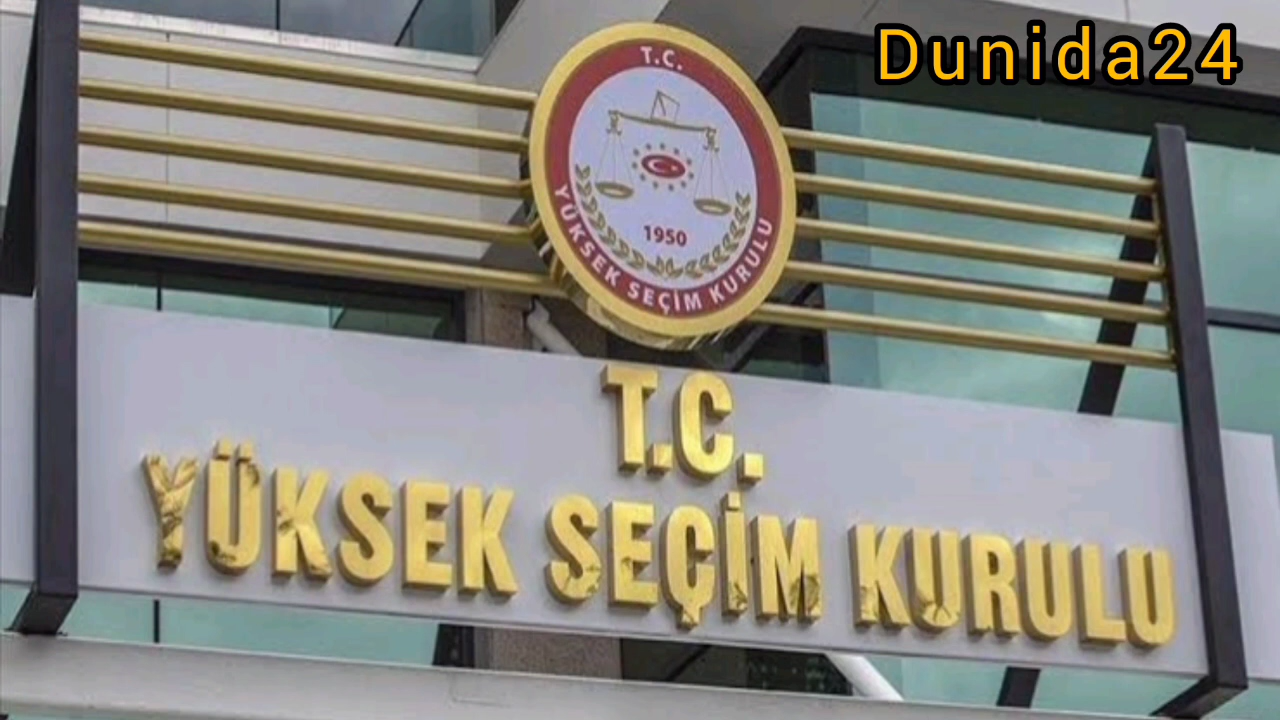 Dunida24
T.C.
1950
YÜKSEK SEÇİM KURULU
T.C.
YÜKSEK SEÇİM KURULU